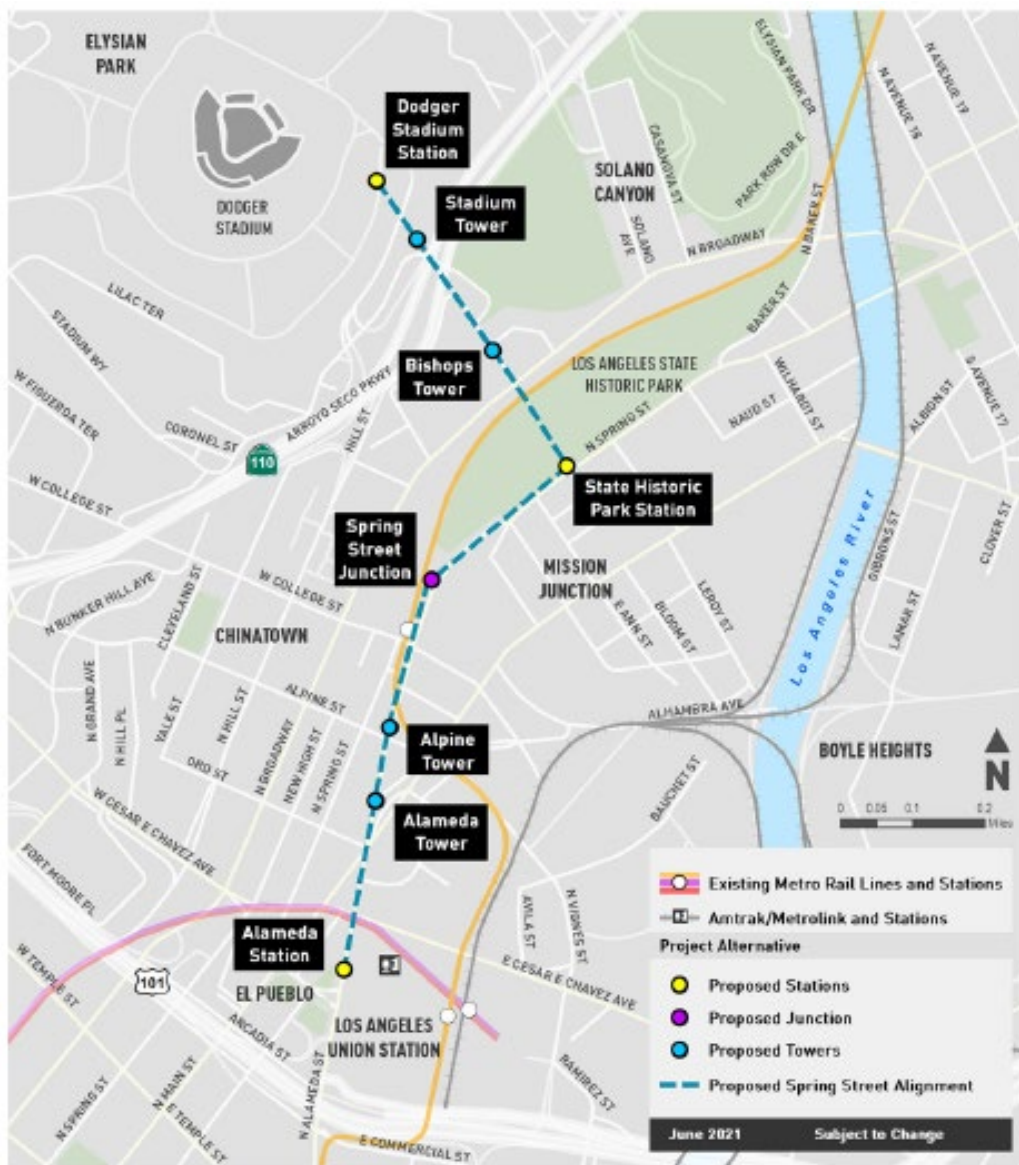 ELYSIAN
PARK
Dodger
Stadium
Station
DODGER
STADIUM
Stadium
Tower
SOLANO
CANYON
CASANOVA ST
SOLANO
AVE
ELYSIAN PARK DR
PARK ROW DR E
N BROADWAY
N BAKER ST
BAKER ST
N AVENUE 19
N AVENUE 18
LILAC TER
STADIUM WY
W FIGUEROA TER
CORONEL ST
ARROYO SECO PKWY
HILL ST
110
W COLLEGE ST
Bishops
Tower
LOS ANGELES STATE
HISTORIC PARK
N SPRING ST
NAUD ST
WILHARDT ST
ALBION ST
S AVENUE 17
State Historic
Park Station
Spring
Street
Junction
MISSION
JUNCTION
Los Angeles River
GIBBONS ST
CLOVER ST
LAMAR ST
N BUNKER HILL AVE
CLEVELAND ST
W COLLEGE ST
CHINATOWN
E ANN ST
BLOOM ST
LEROY ST
N GRAND AVE
N HILL PL
YALE ST
N HILL ST
ALPINE ST
ORD ST
N BROADWAY
NEW HIGH ST
N SPRING ST
Alpine
Tower
ALHAMBRA AVE
BOYLE HEIGHTS
N
Alameda
Tower
BAUCHET ST
0 0.05 0.1 0.2
Miles
W CESAR E CHAVEZ AVE
FORT MOORE PL
W TEMPLE ST
101
Alameda
Station
EL PUEBLO
LOS ANGELES
UNION STATION
AVILA ST
N VIGNES ST
E CESAR E CHAVEZ AVE
ARCADIA ST
N SPRING ST
N MAIN ST
E TEMPLE ST
N ALAMEDA ST
RAMIREZ ST
E COMMERCIAL ST
Existing Metro Rail Lines and Stations
Amtrak/Metrolink and Stations
Project Alternative
Proposed Stations
Proposed Junction
Proposed Towers
Proposed Spring Street Alignment
June 2021 Subject to Change